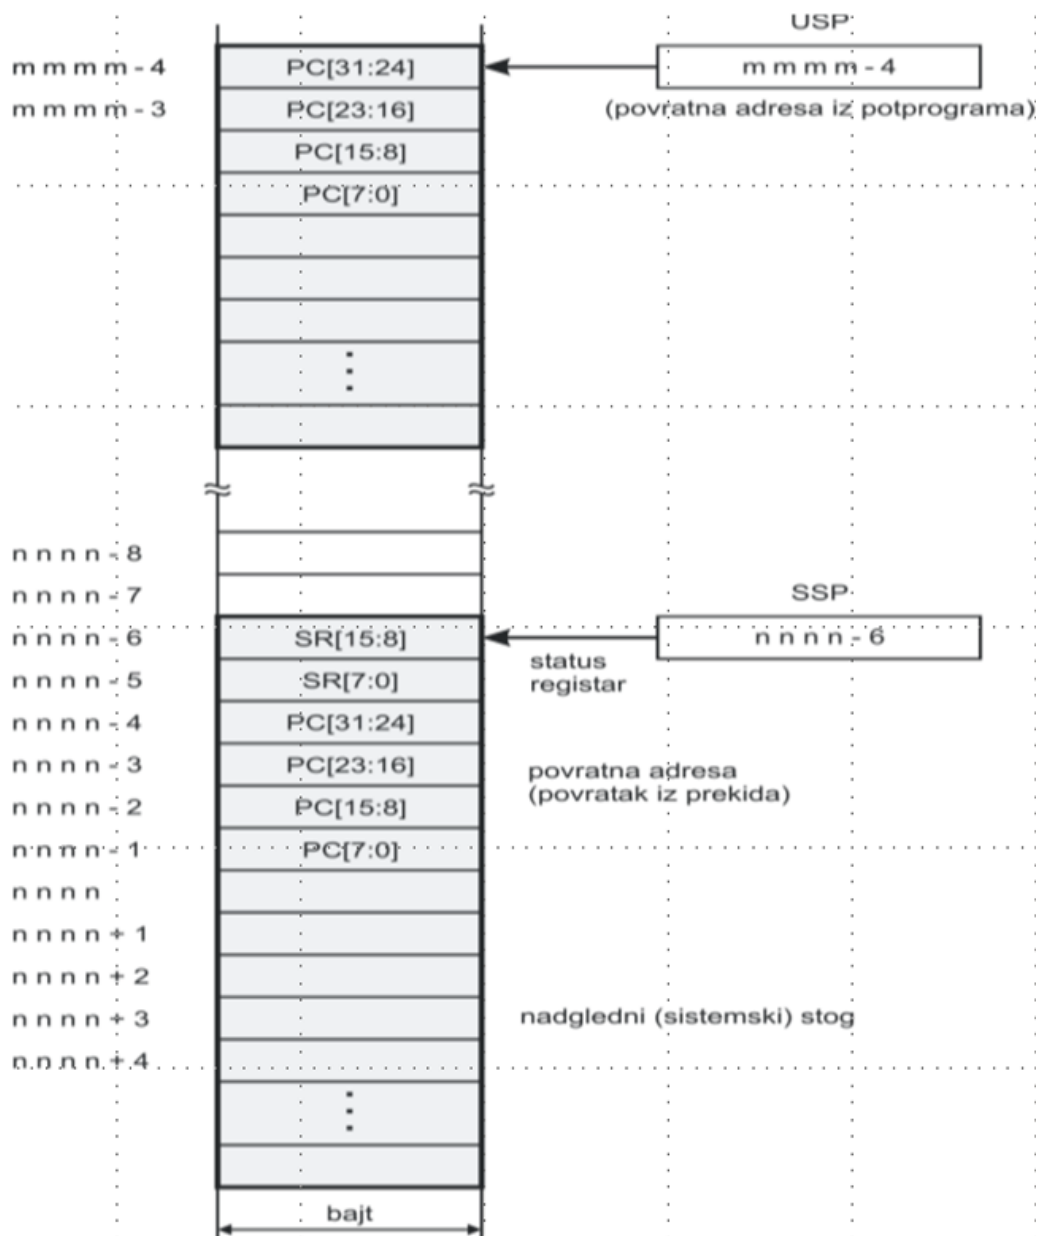 USP
m m m m - 4 PC[31:24] m m m m - 4
m m m m - 3 PC[23:16] (povratna adresa iz potprograma)
PC[15:8]
PC[7:0]
n n n n - 8
n n n n - 7
SSP
n n n n - 6 SR[15:8] n n n n - 6
status
registar
n n n n - 5 SR[7:0]
n n n n - 4 PC[31:24]
n n n n - 3 PC[23:16]
povratna adresa
(povratak iz prekida)
n n n n - 2 PC[15:8]
n n n n - 1 PC[7:0]
n n n n
n n n n + 1
n n n n + 2
n n n n + 3 nadgledni (sistemski) stog
n n n n + 4
bajt